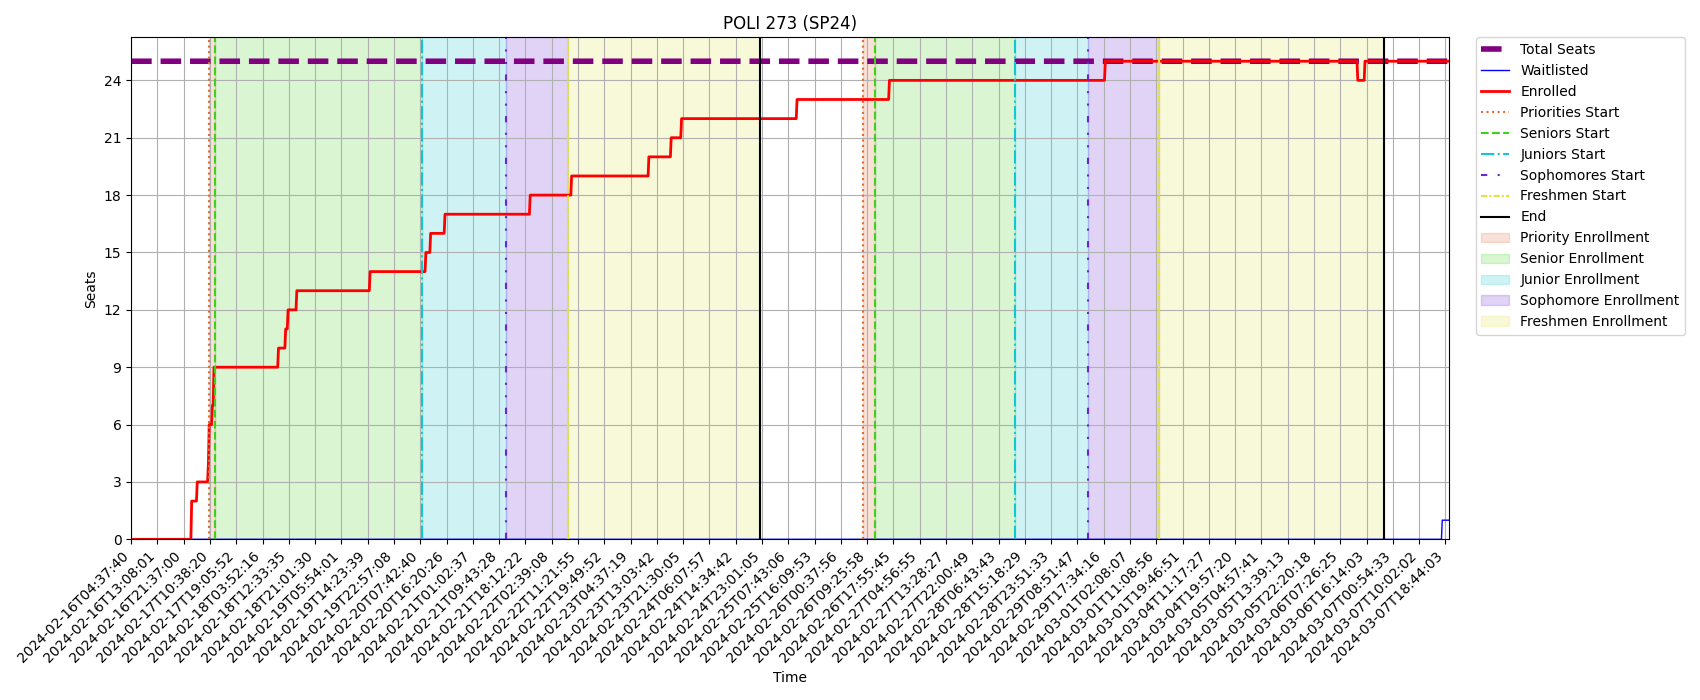 POLI 273 (SP24)
Total Seats
Waitlisted
Enrolled
Priorities Start
Seniors Start
Juniors Start
Sophomores Start
Freshmen Start
End
Priority Enrollment
Senior Enrollment
Junior Enrollment
Sophomore Enrollment
Freshmen Enrollment
Seats
24
21
18
15
12
9
6
3
0
2024-02-16T04:37:40
2024-02-16T13:08:01
2024-02-16T21:37:00
2024-02-17T10:38:20
2024-02-17T19:05:52
2024-02-18T03:52:16
2024-02-18T12:33:35
2024-02-18T21:01:30
2024-02-19T05:54:01
2024-02-19T14:23:39
2024-02-19T22:57:08
2024-02-20T07:42:40
2024-02-20T16:20:26
2024-02-21T01:02:37
2024-02-21T09:43:28
2024-02-21T18:12:22
2024-02-22T02:39:08
2024-02-22T11:21:55
2024-02-22T19:49:52
2024-02-23T04:37:19
2024-02-23T13:03:42
2024-02-23T21:30:05
2024-02-24T06:07:57
2024-02-24T14:34:42
2024-02-24T23:01:05
2024-02-25T07:43:06
2024-02-25T16:09:53
2024-02-26T00:37:56
2024-02-26T09:25:58
2024-02-26T17:55:45
2024-02-27T04:56:55
2024-02-27T13:28:27
2024-02-27T22:00:49
2024-02-28T06:43:43
2024-02-28T15:18:29
2024-02-28T23:51:33
2024-02-29T08:51:47
2024-02-29T17:34:16
2024-03-01T02:08:07
2024-03-01T11:08:56
2024-03-01T19:46:51
2024-03-04T11:17:27
2024-03-04T19:57:20
2024-03-05T04:57:41
2024-03-05T13:39:13
2024-03-05T22:20:18
2024-03-06T07:26:25
2024-03-06T16:14:03
2024-03-07T00:54:33
2024-03-07T10:02:02
2024-03-07T18:44:03
Time